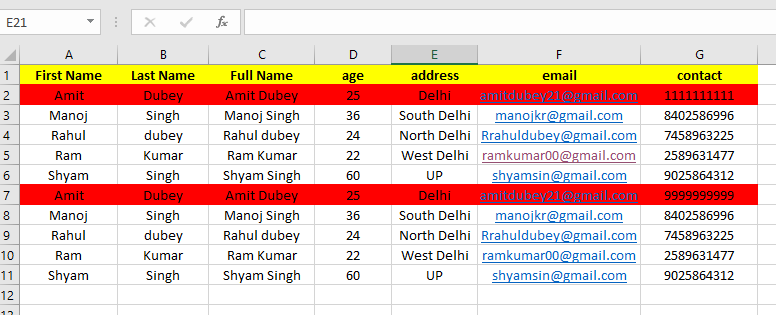 E21 fx
A B C D E F G
1 First Name Last Name Full Name age address email contact
2 Amit Dubey Amit Dubey 25 Delhi amitdubey21@gmail.com 1111111111
3 Manoj Singh Manoj Singh 36 South Delhi manojkr@gmail.com 8402586996
4 Rahul dubey Rahul dubey 24 North Delhi Rrahuldubey@gmail.com 7458963225
5 Ram Kumar Ram Kumar 22 West Delhi ramkumar00@gmail.com 2589631477
6 Shyam Singh Shyam Singh 60 UP shyamsin@gmail.com 9025864312
7 Amit Dubey Amit Dubey 25 Delhi amitdubey21@gmail.com 9999999999
8 Manoj Singh Manoj Singh 36 South Delhi manojkr@gmail.com 8402586996
9 Rahul dubey Rahul dubey 24 North Delhi Rrahuldubey@gmail.com 7458963225
10 Ram Kumar Ram Kumar 22 West Delhi ramkumar00@gmail.com 2589631477
11 Shyam Singh Shyam Singh 60 UP shyamsin@gmail.com 9025864312
12
13